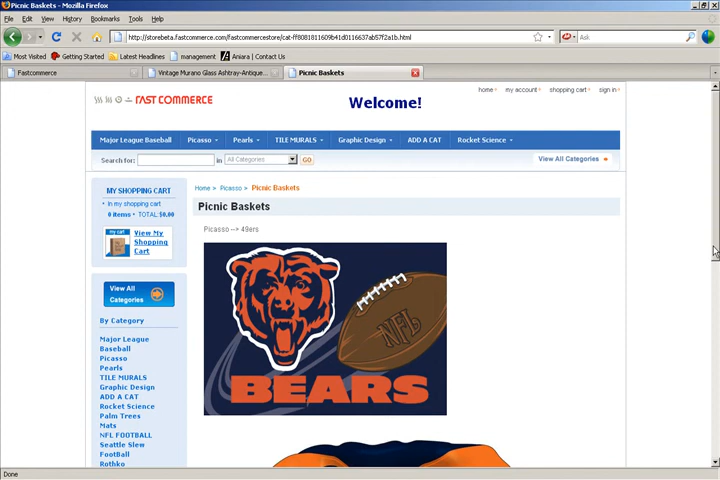 Picnic Baskets - Mozilla Firefox
File Edit View History Bookmarks Tools Help
http://storebeta.fastcommerce.com/fastcommercestore/cat-ff8081811609b41d0116637ab57f2a1b.html
Ask
Most Visited Getting Started Latest Headlines management Aniara | Contact Us
Fastcommerce Vintage Murano Glass Ashtray-Antique... Picnic Baskets
FAST COMMERCE
Welcome!
home my account shopping cart sign in
Major League Baseball Picasso Pearls TILE MURALS Graphic Design ADD A CAT Rocket Science
Search for: in All Categories GO View All Categories
MY SHOPPING CART
In my shopping cart
0 items • TOTAL:$0.00
my cart
View My
Shopping
Cart
Home > Picasso > Picnic Baskets
Picnic Baskets
Picasso --> 49ers
NFL
BEARS
View All
Categories
By Category
Major League
Baseball
Picasso
Pearls
TILE MURALS
Graphic Design
ADD A CAT
Rocket Science
Palm Trees
Mats
NFL FOOTBALL
Seattle Slew
FootBall
Rothko
Done